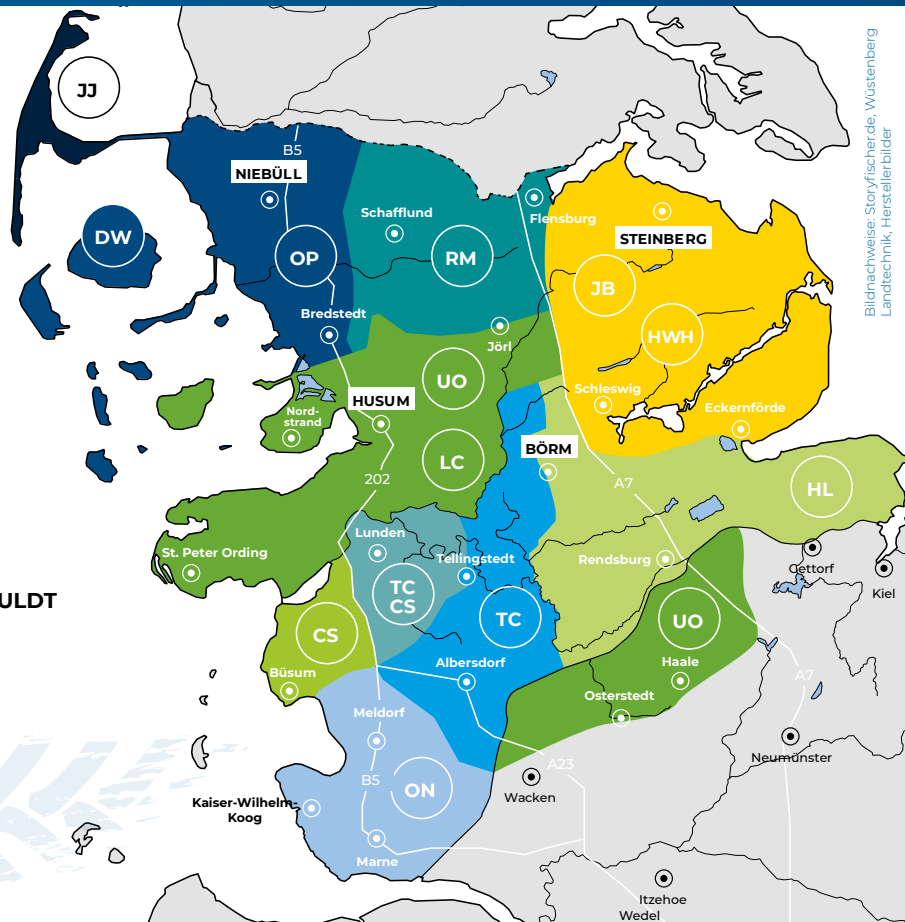 JJ
B5
NIEBÜLL
Schafflund
Flensburg
STEINBERG
DW
OP
RM
JB
Bredstedt
HWH
Jörl
UO
Schleswig
Nord-
strand
HUSUM
Eckernförde
BÖRM
LC
202
A7
HL
Lunden
St. Peter Ording
Tellingstedt
Rendsburg
Gettorf
Kiel
ULDT
TC
CS
TC
UO
CS
Albersdorf
Haale
Büsum
Osterstedt
A7
Meldorf
Neumünster
B5
ON
A23
Wacken
Kaiser-Wilhelm-
Koog
Marne
Itzehoe
Wedel
Bildnachweise: Storyfischer.de, Wüstenberg
Landtechnik, Herstellerbilder